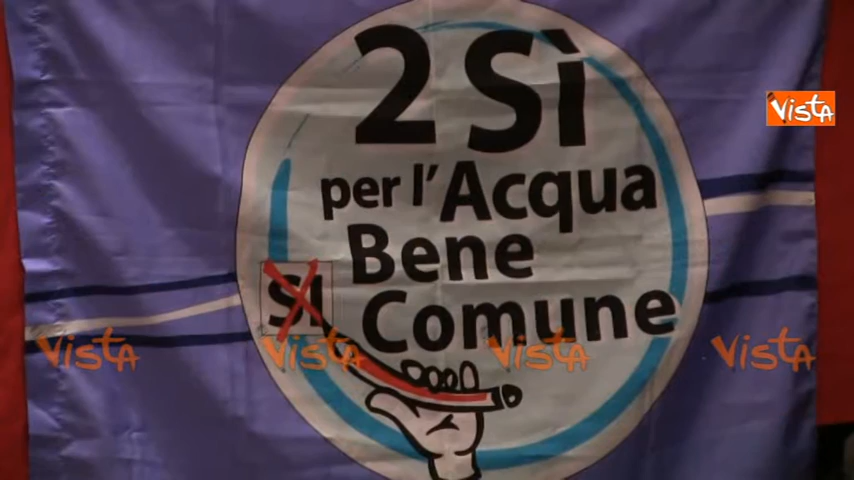 2 Sì
per l'Acqua
Bene
Comune
SI
VISTA
VISTA VISTA VISTA VISTA